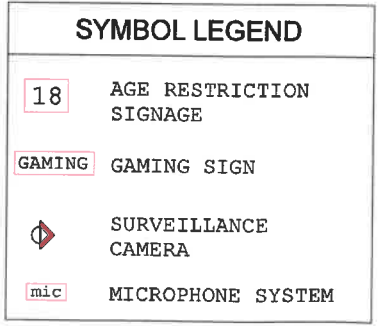 SYMBOL LEGEND
18 AGE RESTRICTION
SIGNAGE
GAMING GAMING SIGN
SURVEILLANCE
CAMERA
mic MICROPHONE SYSTEM